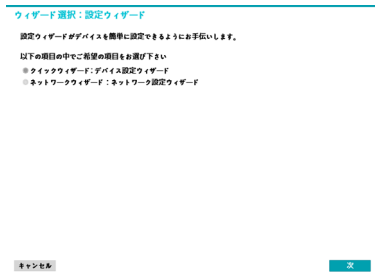 ウィザード選択：設定ウィザード
設定ウィザードがデバイスを簡単に設定できるようにお手伝いします。
以下の項目の中でご希望の項目をお選び下さい
クイックウィザード：デバイス設定ウィザード
ネットワークウィザード：ネットワーク設定ウィザード
キャンセル
次